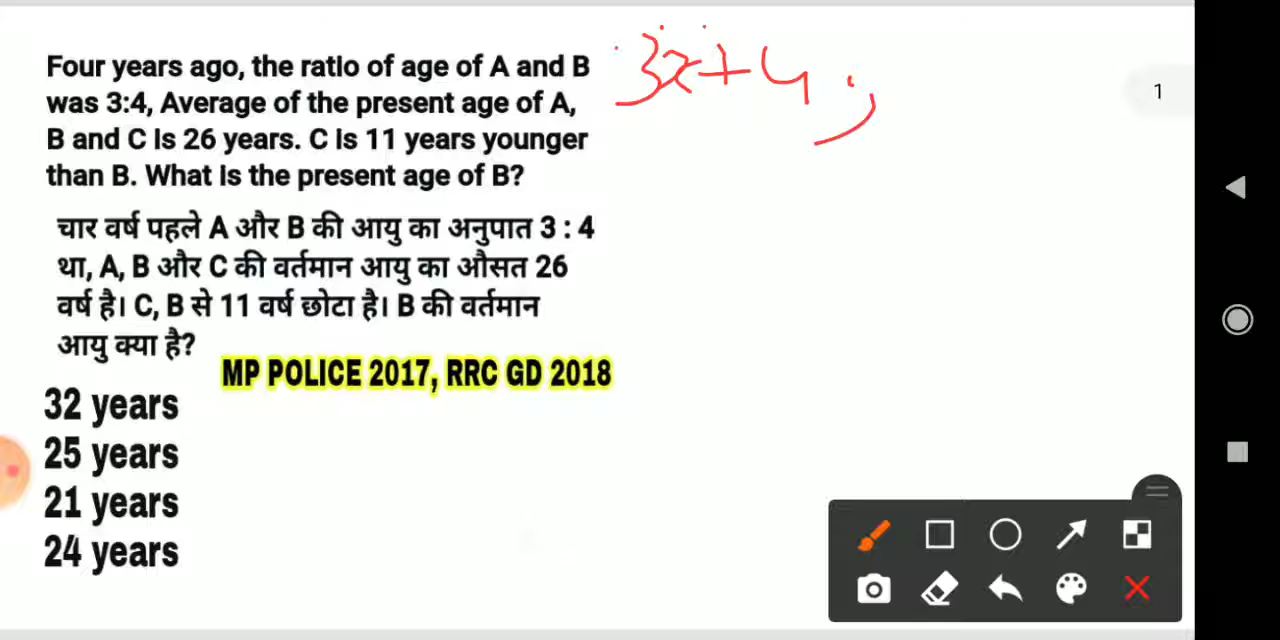 Four years ago, the ratio of age of A and B
was 3:4, Average of the present age of A,
B and C is 26 years. C is 11 years younger
than B. What is the present age of B?
3x+4,
1
चार वर्ष पहले A और B की आयु का अनुपात 3 : 4
था, A, B और C की वर्तमान आयु का औसत 26
वर्ष है। C, B से 11 वर्ष छोटा है। B की वर्तमान
आयु क्या है?
MP POLICE 2017, RRC GD 2018
32 years
25 years
21 years
24 years